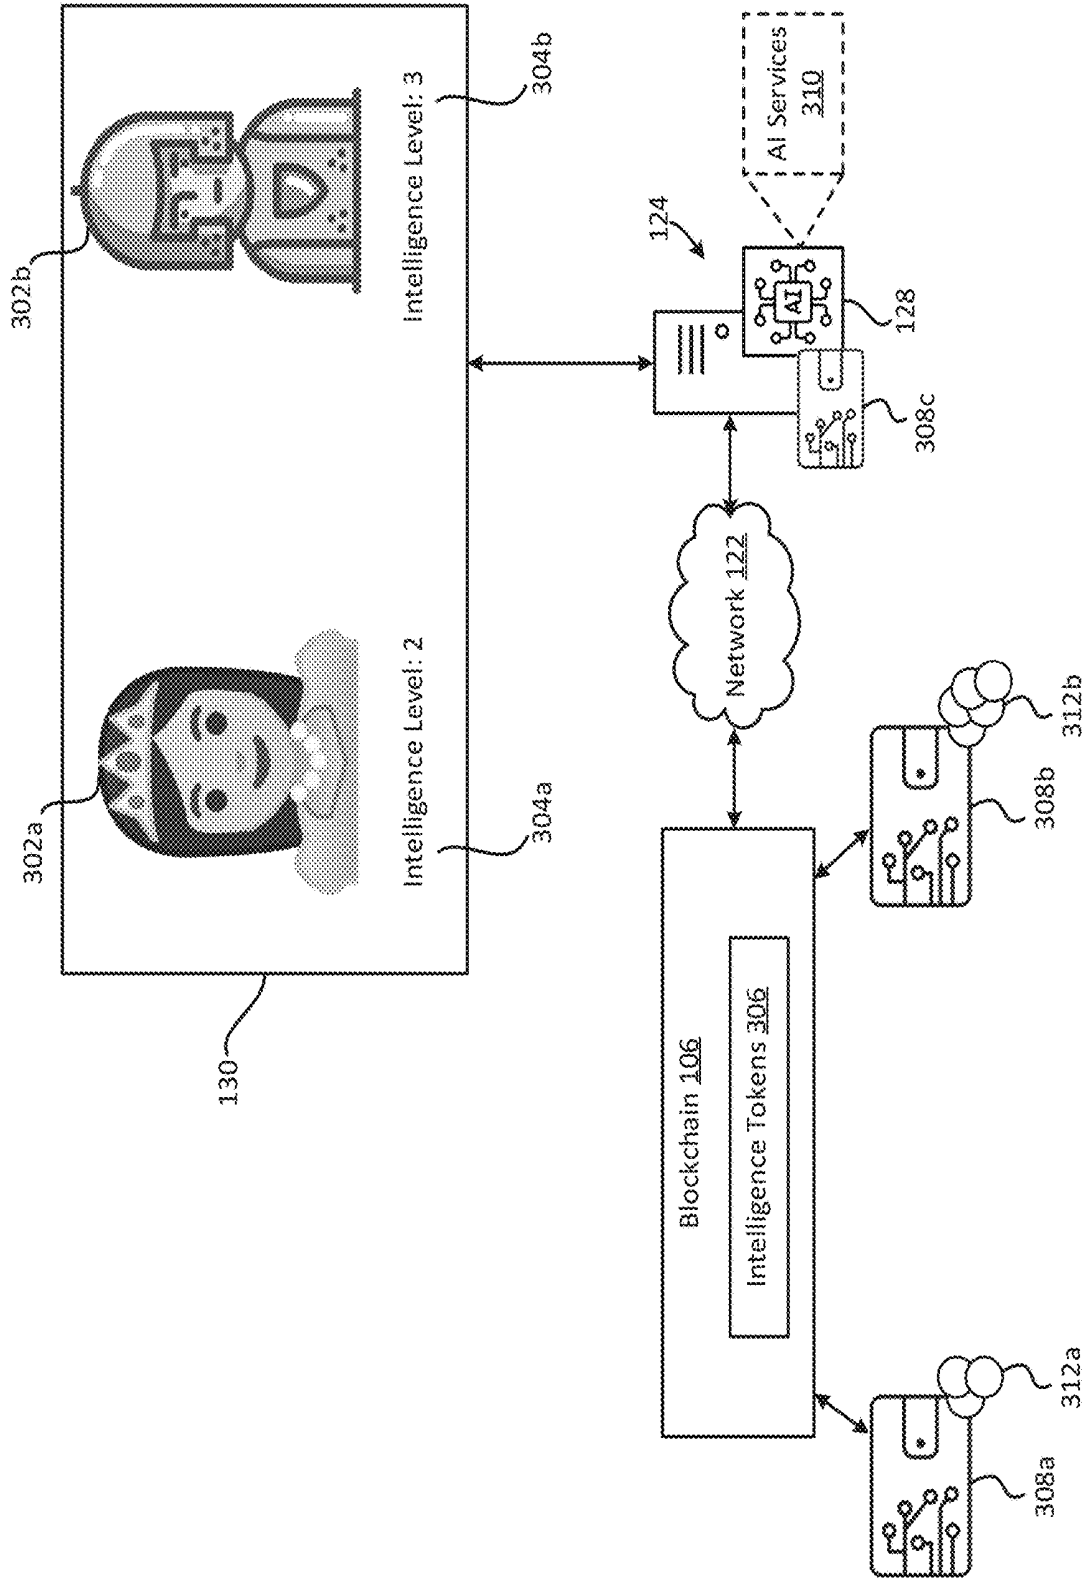 130
302a
302b
Intelligence Level: 2
Intelligence Level: 3
304a
304b
Blockchain 106
Intelligence Tokens 306
Network 122
124
AI
AI Services
310
128
308c
308a
312a
308b
312b